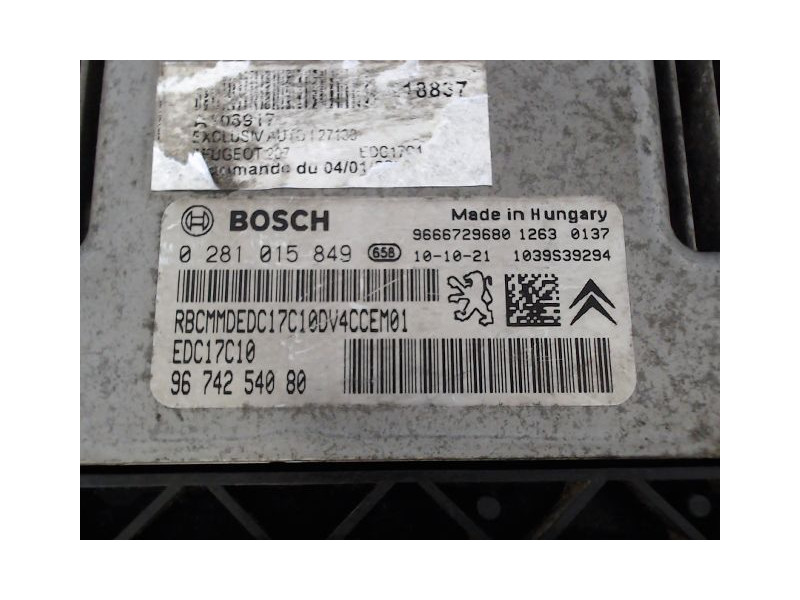 18837
EXCLUSIV AUTO
PEUGEOT 207 EDC17C1
du 04/01
BOSCH Made in Hungary
9666729680 1263 0137
0 281 015 849 658 10-10-21 1039S39294
RBCMMDEDC17C10DV4CCEM01
EDC17C10
96 742 540 80